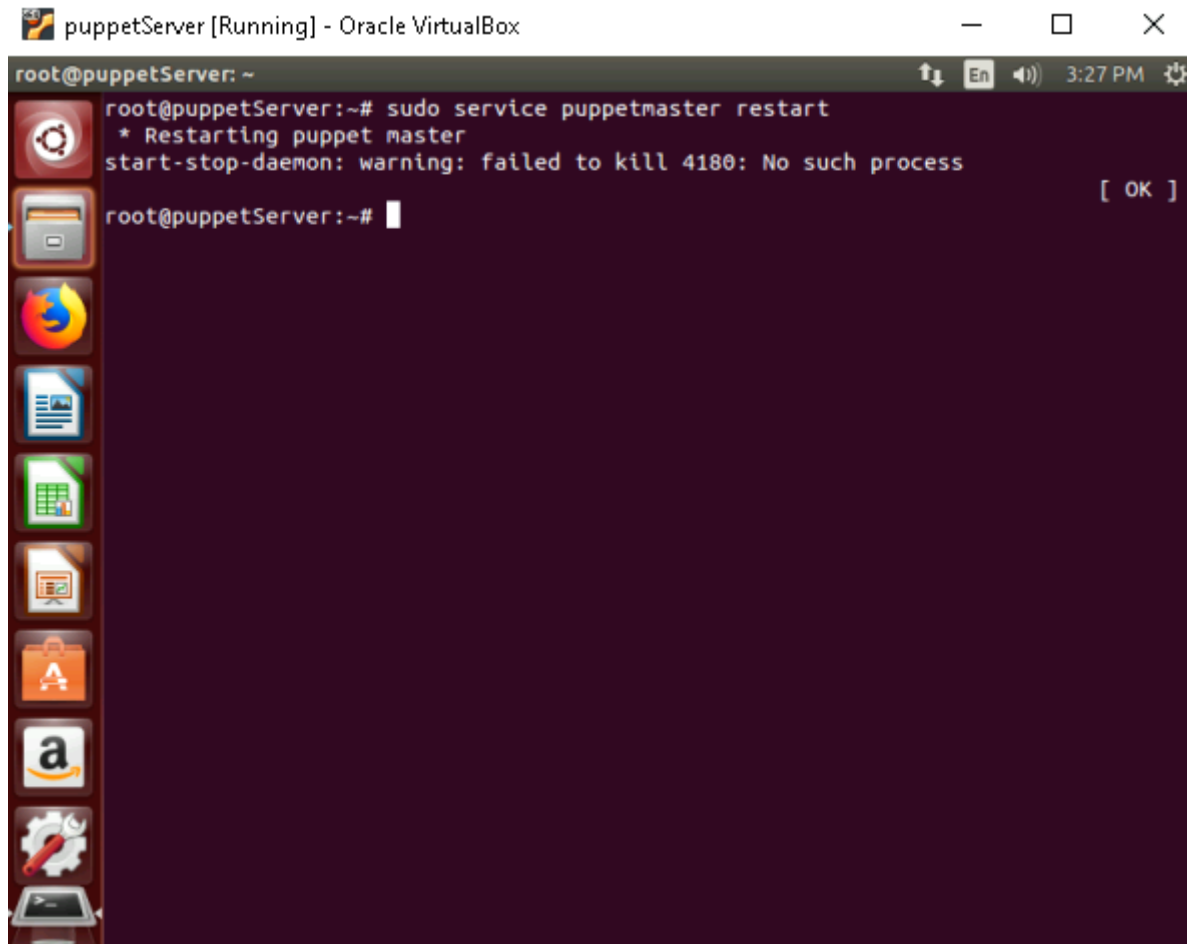 puppetServer [Running] - Oracle VirtualBox
root@puppetServer: ~ En 3:27 PM
root@puppetServer:~# sudo service puppetmaster restart
* Restarting puppet master
start-stop-daemon: warning: failed to kill 4180: No such process
[ OK ]
root@puppetServer:~#